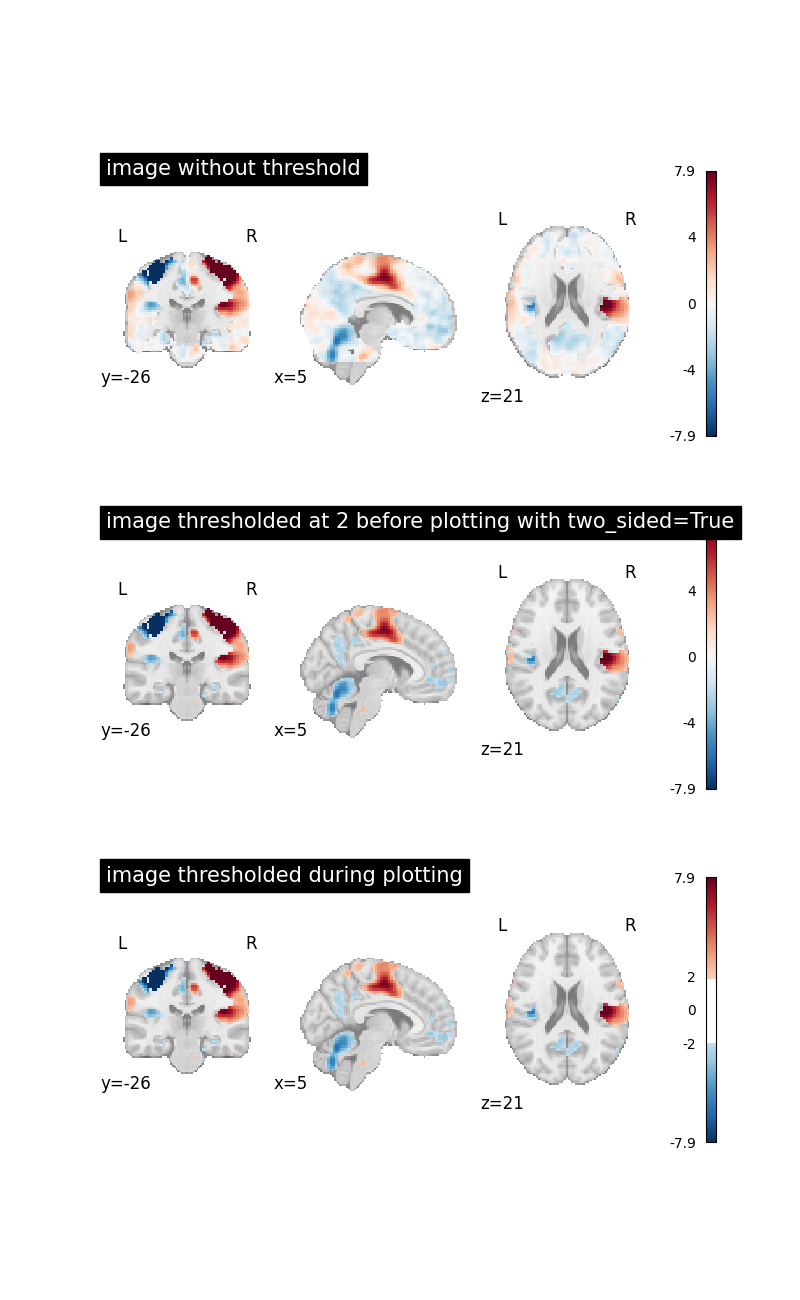 image without threshold
L R
y=-26
x=5
L R
z=21
7.9
4
0
-4
-7.9
image thresholded at 2 before plotting with two_sided=True
L R
y=-26
x=5
L R
z=21
4
0
-4
-7.9
image thresholded during plotting
L R
y=-26
x=5
L R
z=21
7.9
2
0
-2
-7.9